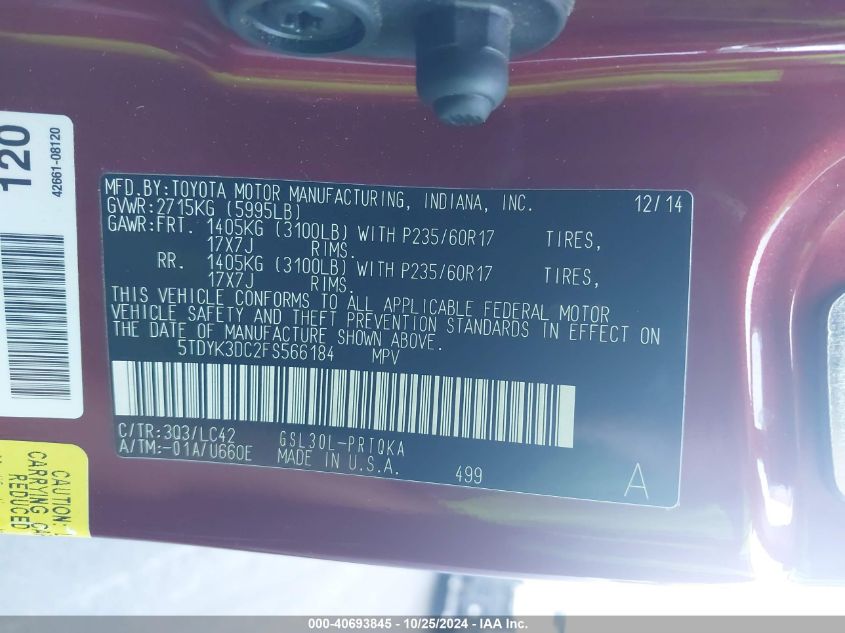 120
42661-08120
MFD.BY:TOYOTA MOTOR MANUFACTURING, INDIANA, INC. 12/14
GVWR:2715KG (5995LB)
GAWR:FRT. 1405KG (3100LB) WITH P235/60R17 TIRES,
17X7J RIMS.
RR. 1405KG (3100LB) WITH P235/60R17 TIRES,
17X7J RIMS.
THIS VEHICLE CONFORMS TO ALL APPLICABLE FEDERAL MOTOR
VEHICLE SAFETY AND THEFT PREVENTION STANDARDS IN EFFECT ON
THE DATE OF MANUFACTURE SHOWN ABOVE.
5TDYK3DC2FS566184 MPV
C/TR:3Q3/LC42 GSL30L-PRTQKA
A/TM:-01A/U660E MADE IN U.S.A.
499 A
CAUTION:
CARRYING
REDUCED
000-40693845 - 10/25/2024 - IAA Inc.